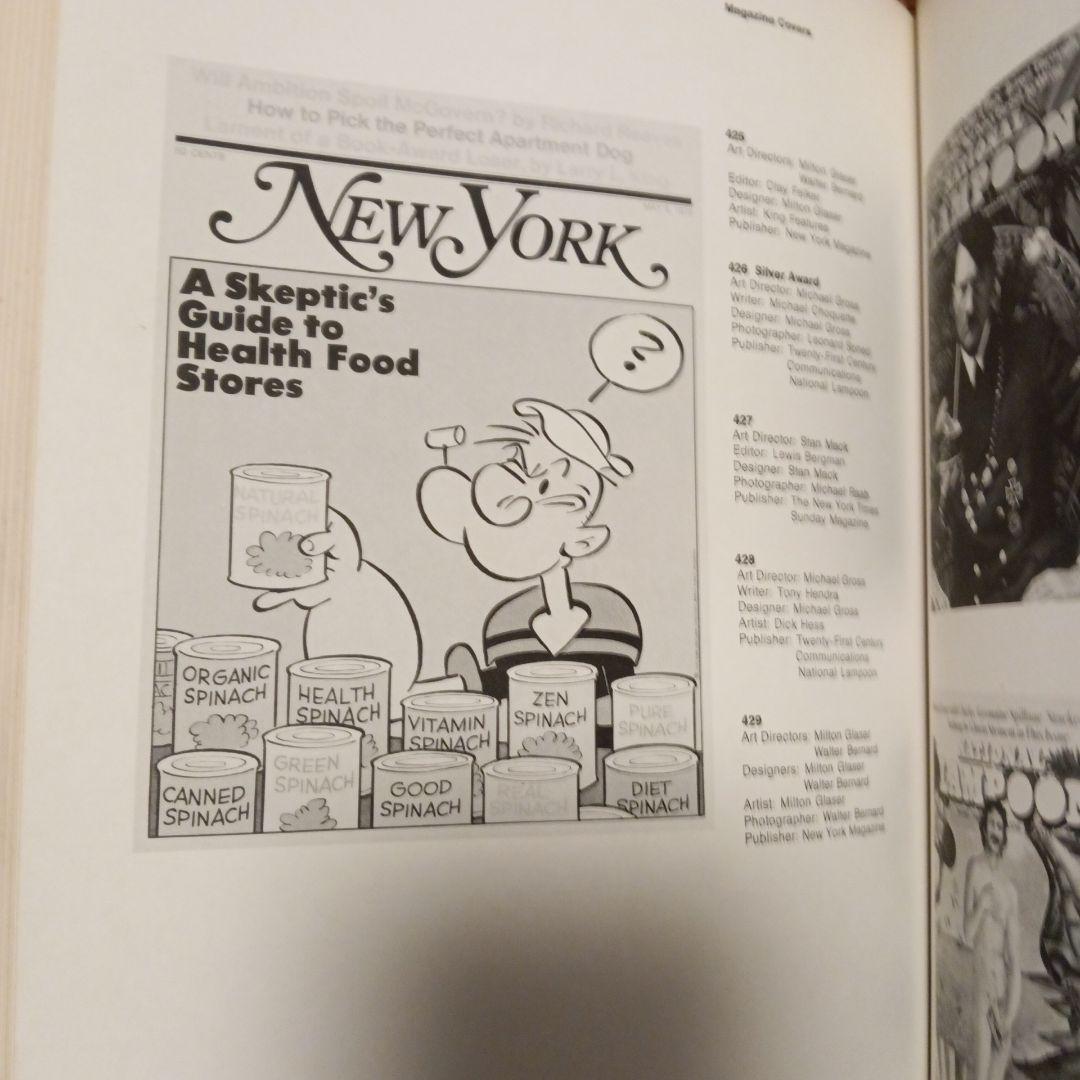 Magazine Covers
Will Ambition Spoil McGovern? by Richard Reeves
How to Pick the Perfect Apartment Dog
Lament of a Book-Award Loser, by Larry L. King
CENTS
NEW YORK
A Skeptic's
Guide to
Health Food
Stores
?
NATURAL
SPINACH
ORGANIC
SPINACH
HEALTH
SPINACH
VITAMIN
SPINACH
ZEN
SPINACH
PURE
SPINACH
CANNED
SPINACH
GREEN
SPINACH
GOOD
SPINACH
REAL
SPINACH
DIET
SPINACH
425
Art Directors: Milton Glaser
Walter Bernard
Editor: Clay Felker
Designer: Milton Glaser
Artist: King Features
Publisher: New York Magazine
426 Silver Award
Art Director: Michael Gross
Writer: Michael Choquette
Designer: Michael Gross
Photographer: Leonard Soned
Publisher: Twenty-First Century
Communications
National Lampoon
427
Art Director: Stan Mack
Editor: Lewis Bergman
Designer: Stan Mack
Photographer: Michael Raab
Publisher: The New York Times
Sunday Magazine
428
Art Director: Michael Gross
Writer: Tony Hendra
Designer: Michael Gross
Artist: Dick Hess
Publisher: Twenty-First Century
Communications
National Lampoon
429
Art Directors: Milton Glaser
Walter Bernard
Designers: Milton Glaser
Walter Bernard
Artist: Milton Glaser
Photographer: Walter Bernard
Publisher: New York Magazine